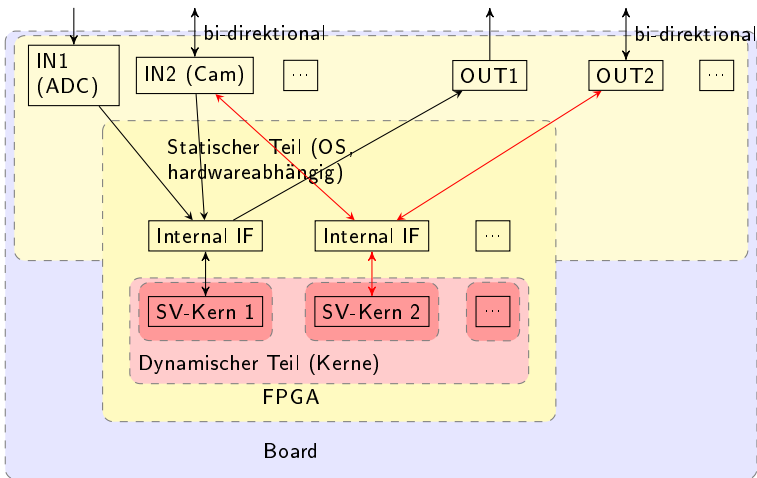 bi-direktional
bi-direktional
IN1
(ADC)
IN2 (Cam)
...
OUT1
OUT2
...
Statischer Teil (OS,
hardwareabhängig)
Internal IF
Internal IF
...
SV-Kern 1
SV-Kern 2
...
Dynamischer Teil (Kerne)
FPGA
Board